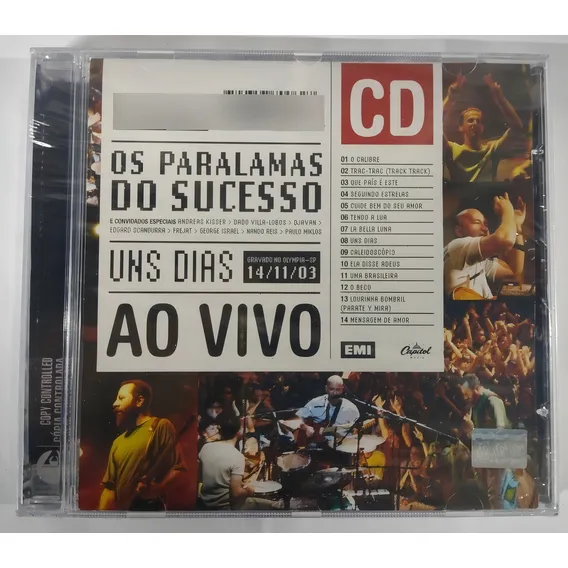 CD
OS PARALAMAS
DO SUCESSO
E CONVIDADOS ESPECIAIS ANDREAS KISSER > DADO VILLA-LOBOS > DJAVAN >
EDGARD SCANDURRA > FREJAT > GEORGE ISRAEL > NANDO REIS > PAULO MIKLOS
UNS DIAS
GRAVADO NO OLYMPIA-SP
14/11/03
AO VIVO
01 O CALIBRE
02 TRAC-TRAC (TRACK TRACK)
03 QUE PAÍS É ESTE
04 SEGUINDO ESTRELAS
05 CUIDE BEM DO SEU AMOR
06 TENDO A LUA
07 LA BELLA LUNA
08 UNS DIAS
09 CALEIDOSCÓPIO
10 ELA DISSE ADEUS
11 UMA BRASILEIRA
12 O BECO
13 LOURINHA BOMBRIL
(PARATE Y MIRA)
14 MENSAGEM DE AMOR
EMI
Capitol
MUSIC
COPY CONTROLLED
CÓPIA CONTROLADA